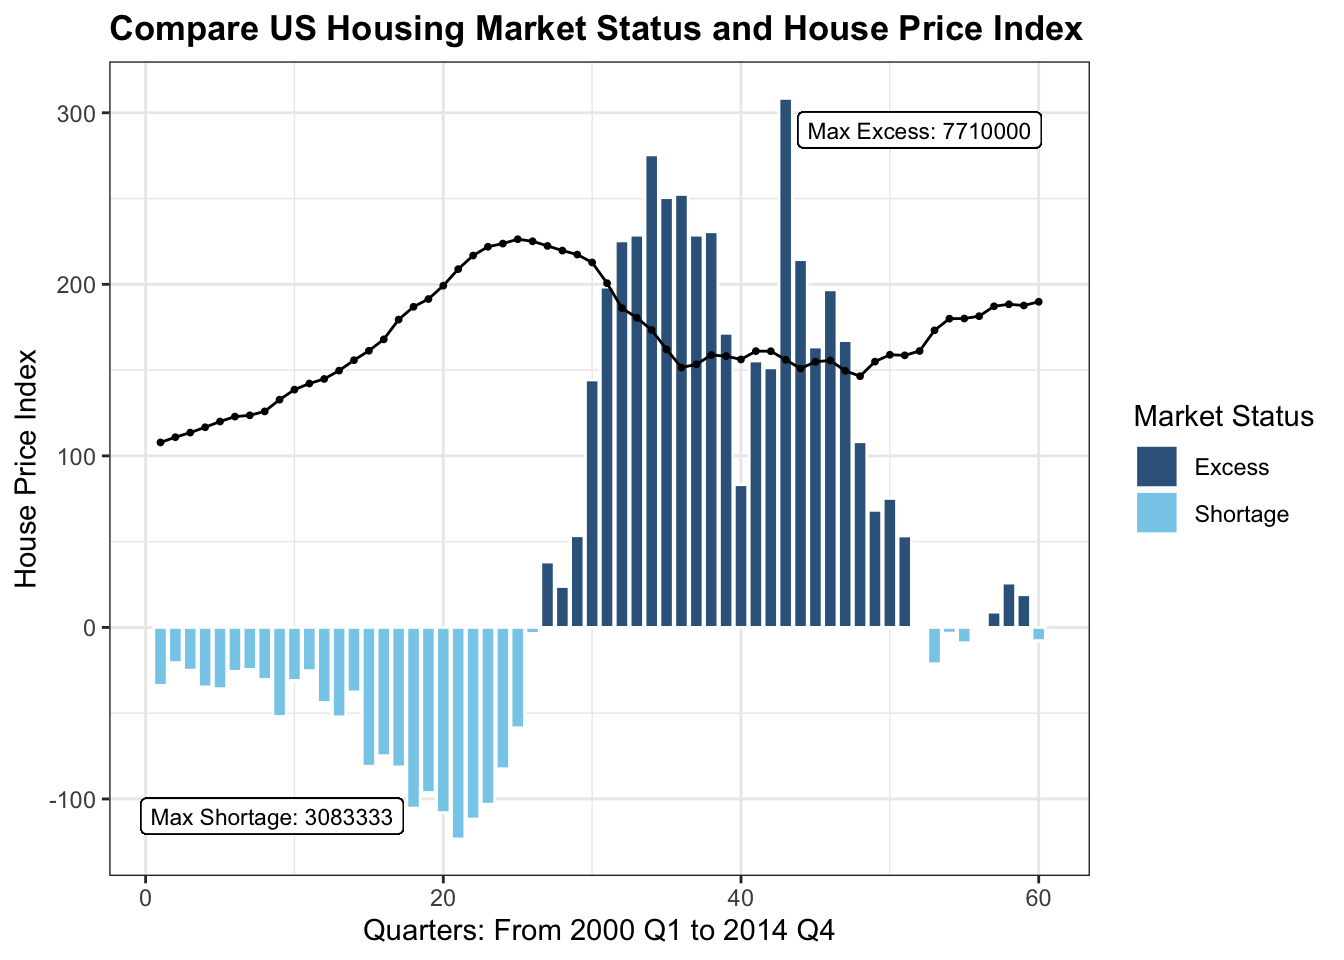 Compare US Housing Market Status and House Price Index
House Price Index
300
200
100
0
-100
Max Excess: 7710000
Max Shortage: 3083333
0
20
40
60
Quarters: From 2000 Q1 to 2014 Q4
Market Status
Excess
Shortage